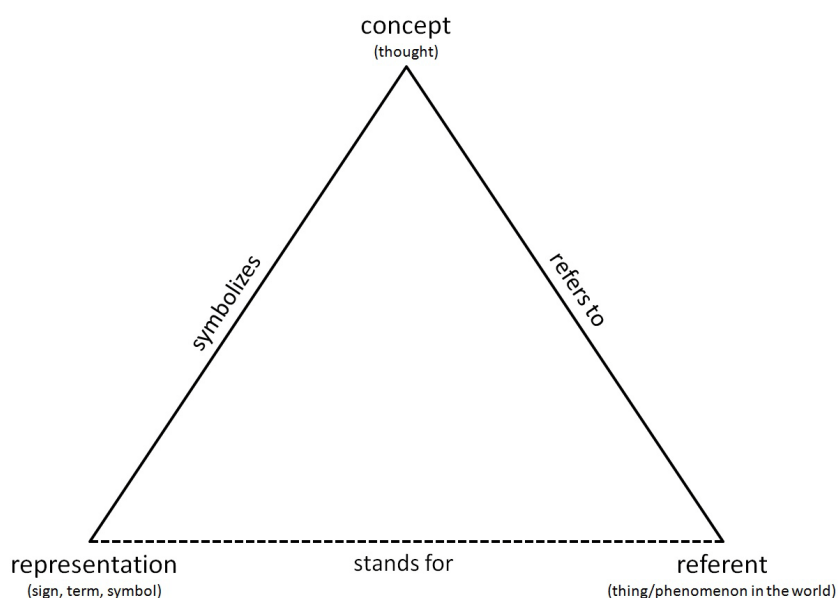 concept
(thought)
symbolizes
refers to
representation
(sign, term, symbol)
stands for
referent
(thing/phenomenon in the world)